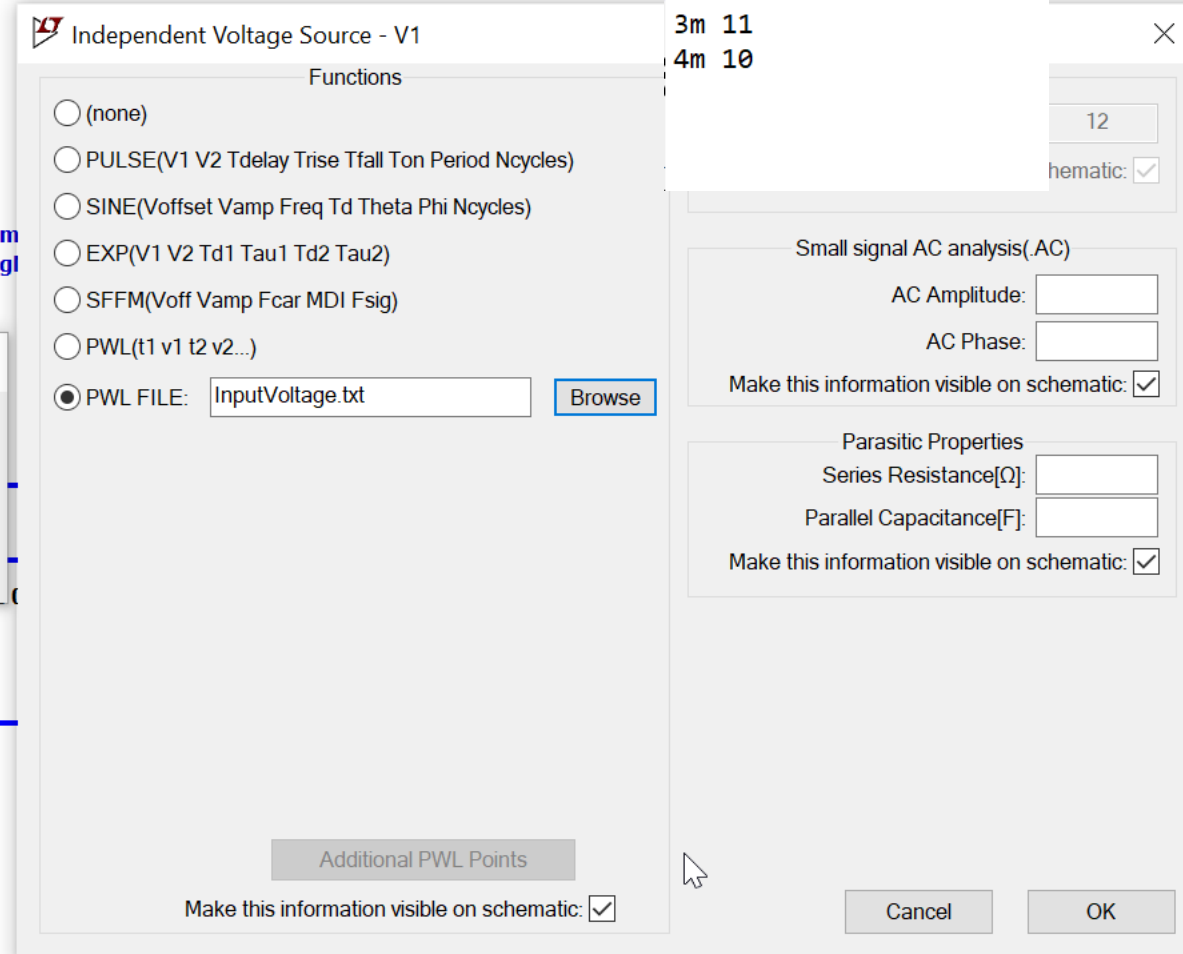 Independent Voltage Source - V1
3m 11
4m 10
Functions
(none)
PULSE(V1 V2 Tdelay Trise Tfall Ton Period Ncycles)
SINE(Voffset Vamp Freq Td Theta Phi Ncycles)
EXP(V1 V2 Td1 Tau1 Td2 Tau2)
SFFM(Voff Vamp Fcar MDI Fsig)
PWL(t1 v1 t2 v2...)
PWL FILE: InputVoltage.txt Browse
Additional PWL Points
Make this information visible on schematic:
12
hematic:
Small signal AC analysis(.AC)
AC Amplitude:
AC Phase:
Make this information visible on schematic:
Parasitic Properties
Series Resistance[Ω]:
Parallel Capacitance[F]:
Make this information visible on schematic:
Cancel OK